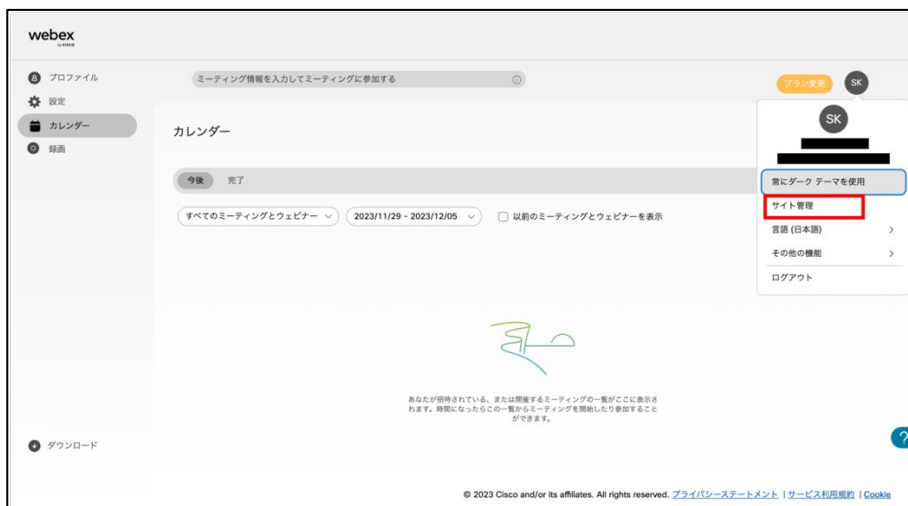 webex
by CISCO
プロファイル
設定
カレンダー
録画
ダウンロード
ミーティング情報を入力してミーティングに参加する
プラン変更
SK
カレンダー
今後 完了
すべてのミーティングとウェビナー 2023/11/29 - 2023/12/05 以前のミーティングとウェビナーを表示
SK
常にダーク テーマを使用
サイト管理
言語 (日本語)
その他の機能
ログアウト
あなたが招待されている、または開催するミーティングの一覧がここに表示さ
れます。時間になったらこの一覧からミーティングを開始したり参加すること
ができます。
?
© 2023 Cisco and/or its affiliates. All rights reserved. プライバシーステートメント | サービス利用規約 | Cookie